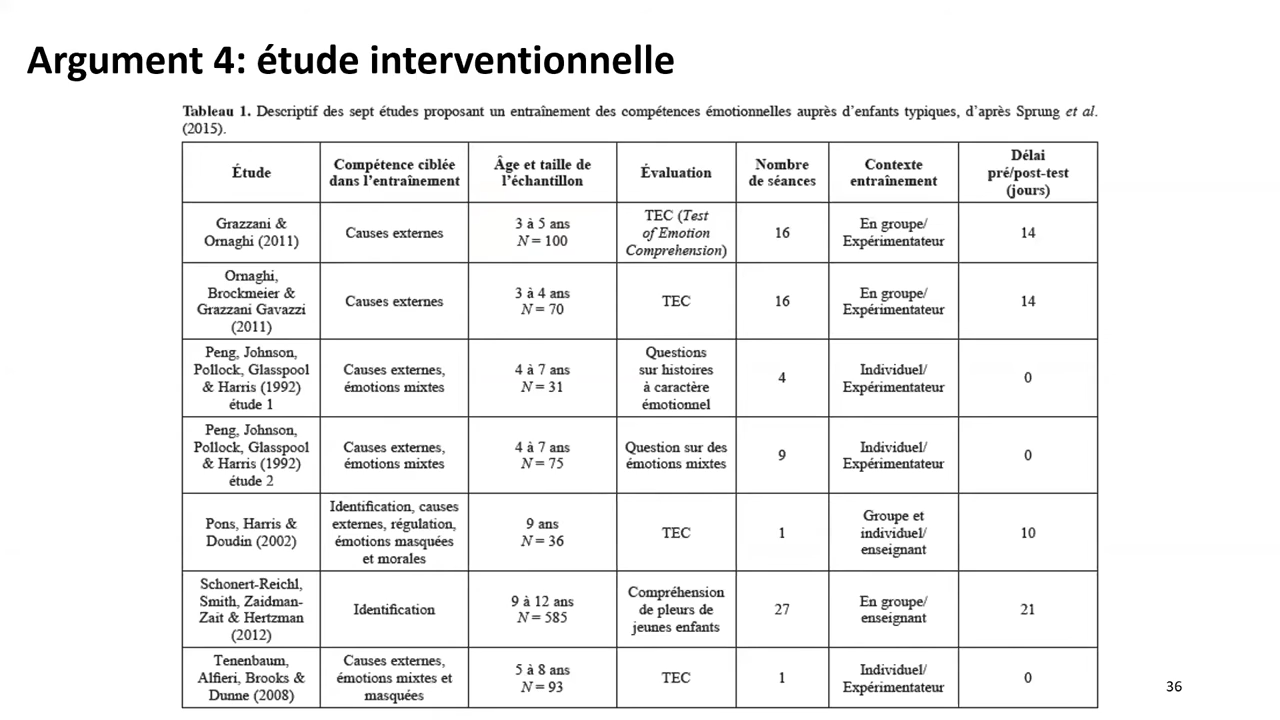 Argument 4: étude interventionnelle
Tableau 1. Descriptif des sept études proposant un entraînement des compétences émotionnelles auprès d'enfants typiques, d'après Sprung et al.
(2015).
Étude
Compétence ciblée
dans l'entraînement
Âge et taille de
l'échantillon
Évaluation
Nombre
de séances
Contexte
entraînement
Délai
pré/post-test
(jours)
Grazzani &
Ornaghi (2011)
Causes externes
3 à 5 ans
N = 100
TEC (Test
of Emotion
Comprehension)
16
En groupe/
Expérimentateur
14
Ornaghi,
Brockmeier &
Grazzani Gavazzi
(2011)
Causes externes
3 à 4 ans
N = 70
TEC
16
En groupe/
Expérimentateur
14
Peng, Johnson,
Pollock, Glasspool
& Harris (1992)
étude 1
Causes externes,
émotions mixtes
4 à 7 ans
N = 31
Questions
sur histoires
à caractère
émotionnel
4
Individuel/
Expérimentateur
0
Peng, Johnson,
Pollock, Glasspool
& Harris (1992)
étude 2
Causes externes,
émotions mixtes
4 à 7 ans
N = 75
Question sur des
émotions mixtes
9
Individuel/
Expérimentateur
0
Pons, Harris &
Doudin (2002)
Identification, causes
externes, régulation,
émotions masquées
et morales
9 ans
N = 36
TEC
1
Groupe et
individuel/
enseignant
10
Schonert-Reichl,
Smith, Zaidman-
Zait & Hertzman
(2012)
Identification
9 à 12 ans
N = 585
Compréhension
de pleurs de
jeunes enfants
27
En groupe/
enseignant
21
Tenenbaum,
Alfieri, Brooks &
Dunne (2008)
Causes externes,
émotions mixtes et
masquées
5 à 8 ans
N = 93
TEC
1
Individuel/
Expérimentateur
0
36